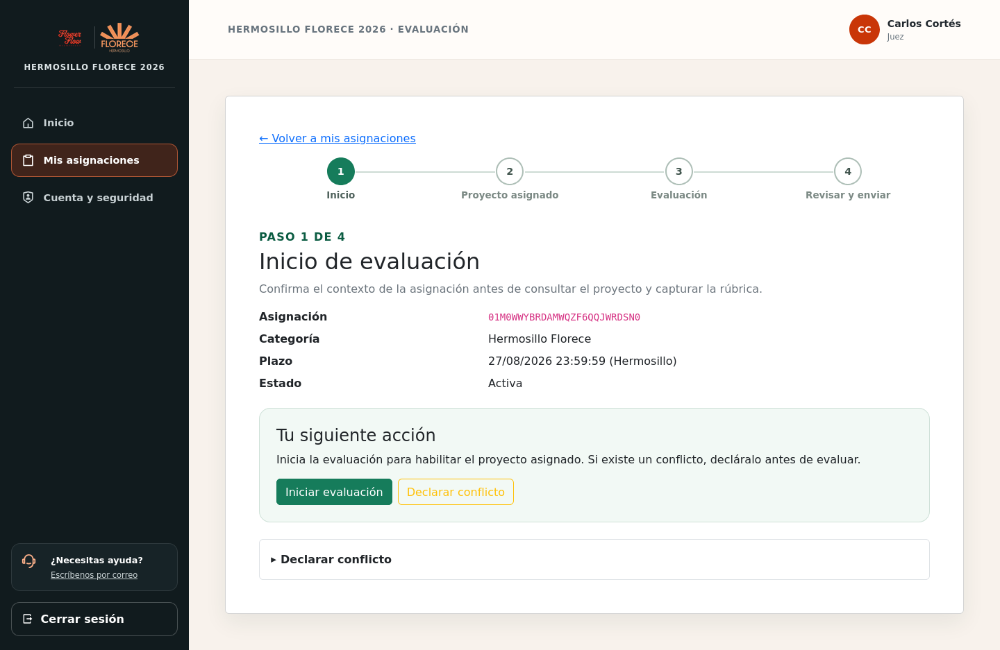 Flower
Flow
FLORECE
HERMOSILLO
HERMOSILLO FLORECE 2026
Inicio
Mis asignaciones
Cuenta y seguridad
¿Necesitas ayuda?
Escríbenos por correo
Cerrar sesión
HERMOSILLO FLORECE 2026 · EVALUACIÓN
CC
Carlos Cortés
Juez
← Volver a mis asignaciones
1
2
3
4
Inicio
Proyecto asignado
Evaluación
Revisar y enviar
PASO 1 DE 4
Inicio de evaluación
Confirma el contexto de la asignación antes de consultar el proyecto y capturar la rúbrica.
Asignación 01M0WWYBRDAMWQZF6QQJWRDSN0
Categoría Hermosillo Florece
Plazo 27/08/2026 23:59:59 (Hermosillo)
Estado Activa
Tu siguiente acción
Inicia la evaluación para habilitar el proyecto asignado. Si existe un conflicto, decláralo antes de evaluar.
Iniciar evaluación
Declarar conflicto
▸ Declarar conflicto